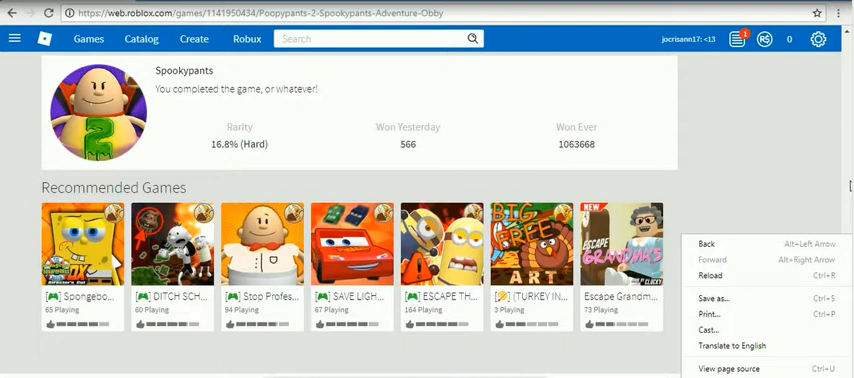 https://web.roblox.com/games/1141950434/Poopypants-2-Spookypants-Adventure-Obby
Games Catalog Create Robux Search jocrisann17: <13 1 R$ 0
Spookypants
You completed the game, or whatever!
Rarity Won Yesterday Won Ever
16.8% (Hard) 566 1063668
2
Recommended Games
NEW
BIG FREE ART
ESCAPE GRANDMA'S
[🎮] Spongebo... [🎮] DITCH SCH... [🎮] Stop Profes... [🎮] SAVE LIGH... [🎮] ESCAPE TH... (TURKEY IN... Escape Grandm...
65 Playing 60 Playing 94 Playing 67 Playing 164 Playing 3 Playing 73 Playing
Back Alt+Left Arrow
Forward Alt+Right Arrow
Reload Ctrl+R
Save as... Ctrl+S
Print... Ctrl+P
Cast...
Translate to English
View page source Ctrl+U